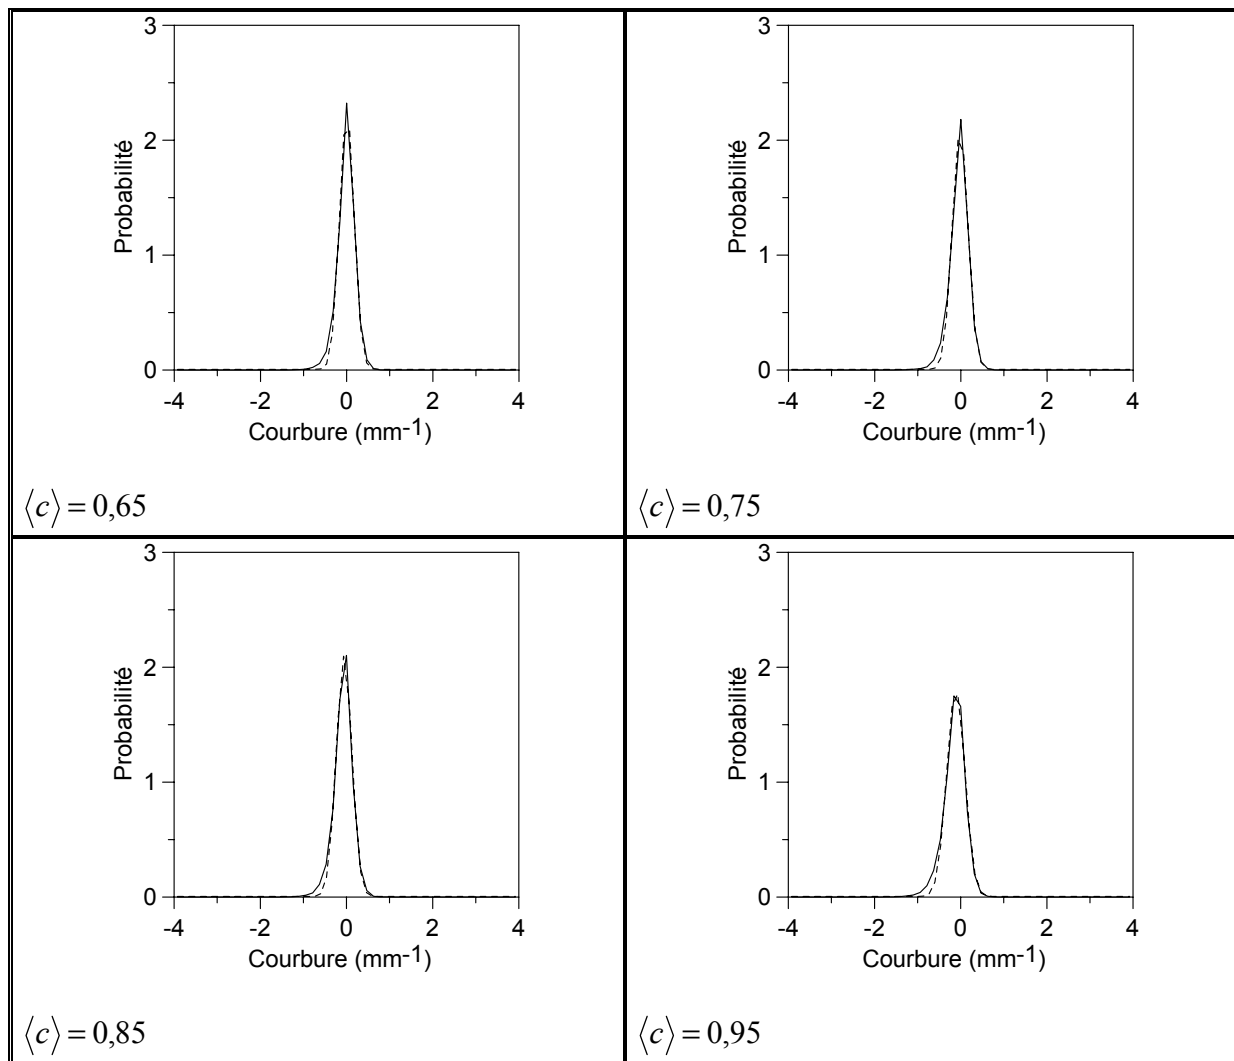 3
2
1
0
Probabilité
-4 -2 0 2 4
Courbure (mm-1)
⟨c⟩ = 0,65
3
2
1
0
Probabilité
-4 -2 0 2 4
Courbure (mm-1)
⟨c⟩ = 0,75
3
2
1
0
Probabilité
-4 -2 0 2 4
Courbure (mm-1)
⟨c⟩ = 0,85
3
2
1
0
Probabilité
-4 -2 0 2 4
Courbure (mm-1)
⟨c⟩ = 0,95